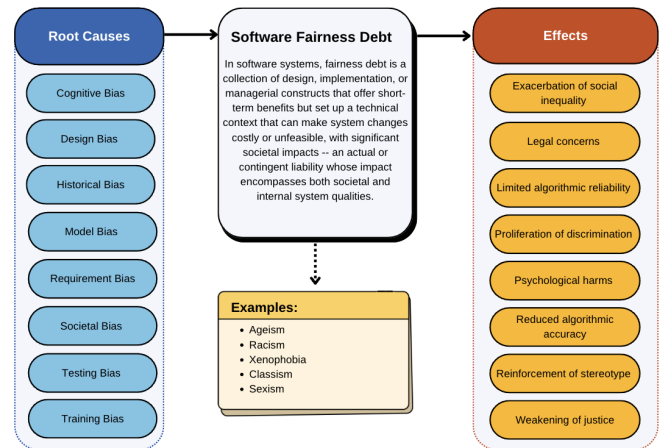 Root Causes
Cognitive Bias
Design Bias
Historical Bias
Model Bias
Requirement Bias
Societal Bias
Testing Bias
Training Bias
Software Fairness Debt
In software systems, fairness debt is a
collection of design, implementation, or
managerial constructs that offer short-
term benefits but set up a technical
context that can make system changes
costly or unfeasible, with significant
societal impacts -- an actual or
contingent liability whose impact
encompasses both societal and
internal system qualities.
Examples:
• Ageism
• Racism
• Xenophobia
• Classism
• Sexism
Effects
Exacerbation of social
inequality
Legal concerns
Limited algorithmic reliability
Proliferation of discrimination
Psychological harms
Reduced algorithmic
accuracy
Reinforcement of stereotype
Weakening of justice